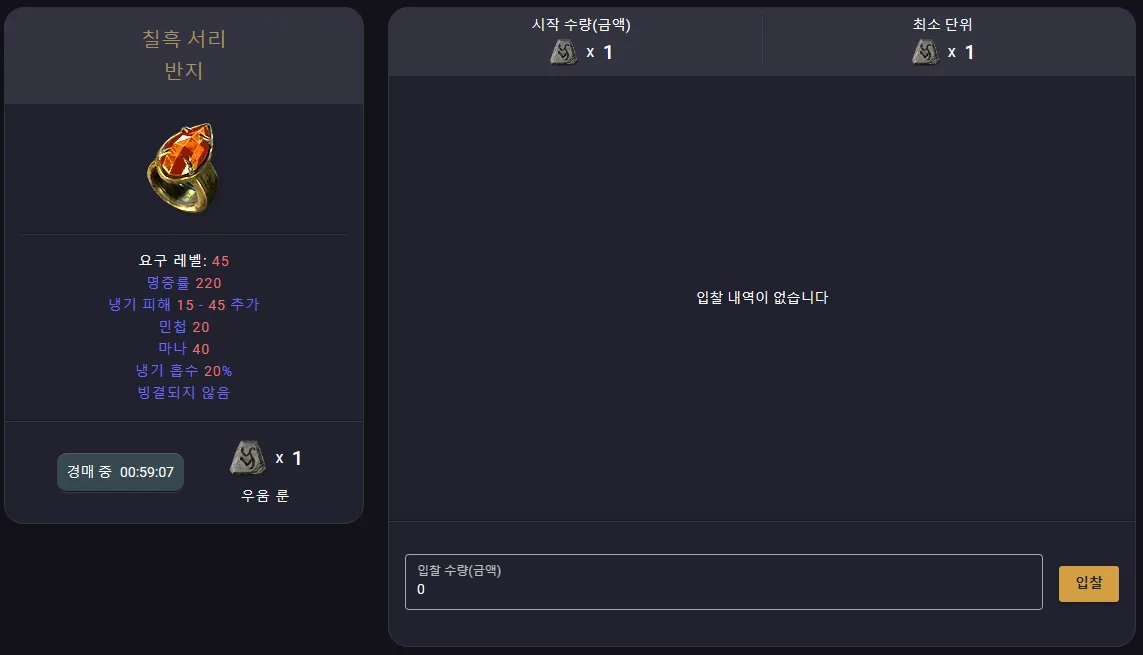 칠흑 서리
반지
요구 레벨: 45
명중률 220
냉기 피해 15 - 45 추가
민첩 20
마나 40
냉기 흡수 20%
빙결되지 않음
경매 중 00:59:07
x 1
우움 룬
시작 수량(금액)
x 1
최소 단위
x 1
입찰 내역이 없습니다
입찰 수량(금액)
0
입찰